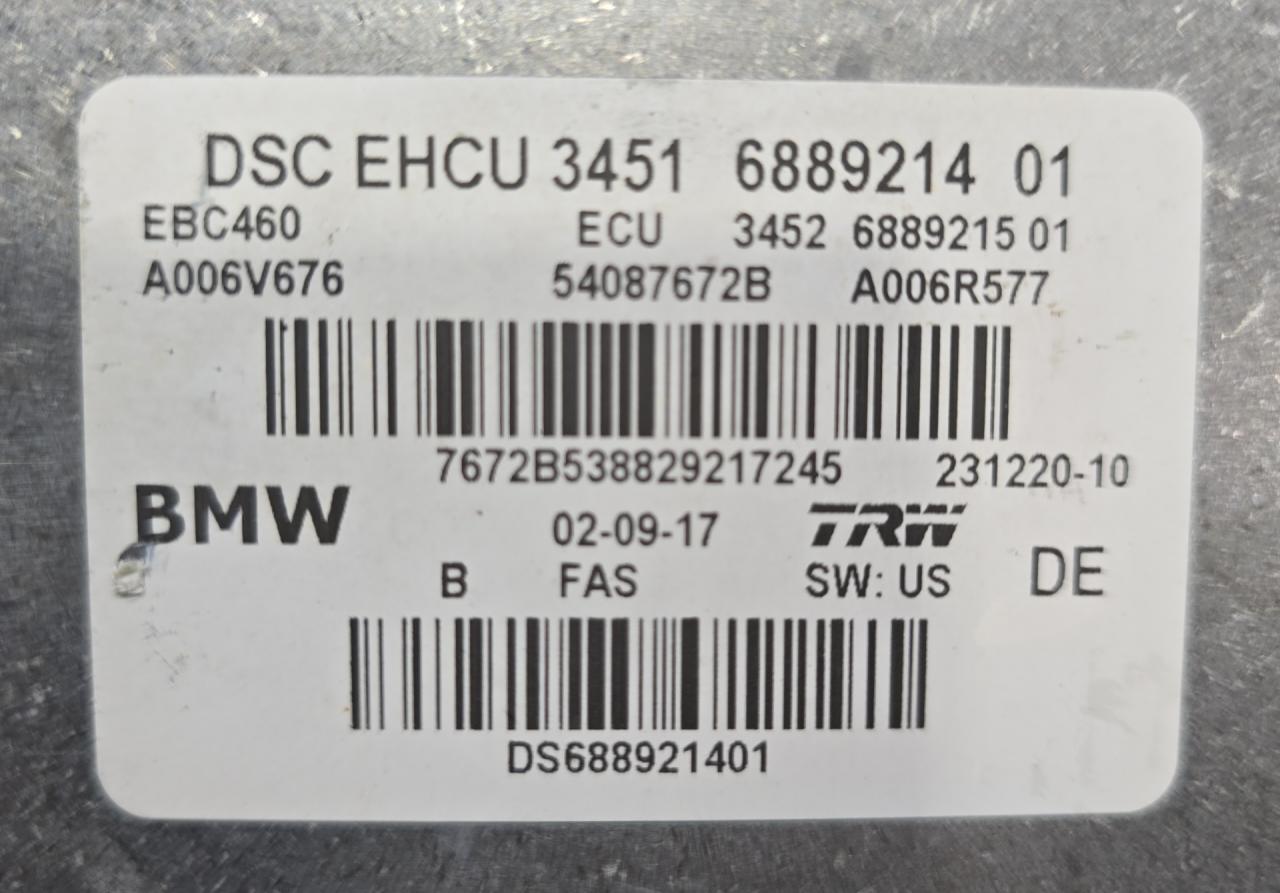 DSC EHCU 3451 6889214 01
EBC460 ECU 3452 6889215 01
A006V676 54087672B A006R577
7672B538829217245 231220-10
BMW 02-09-17 TRW
B FAS SW: US DE
DS688921401